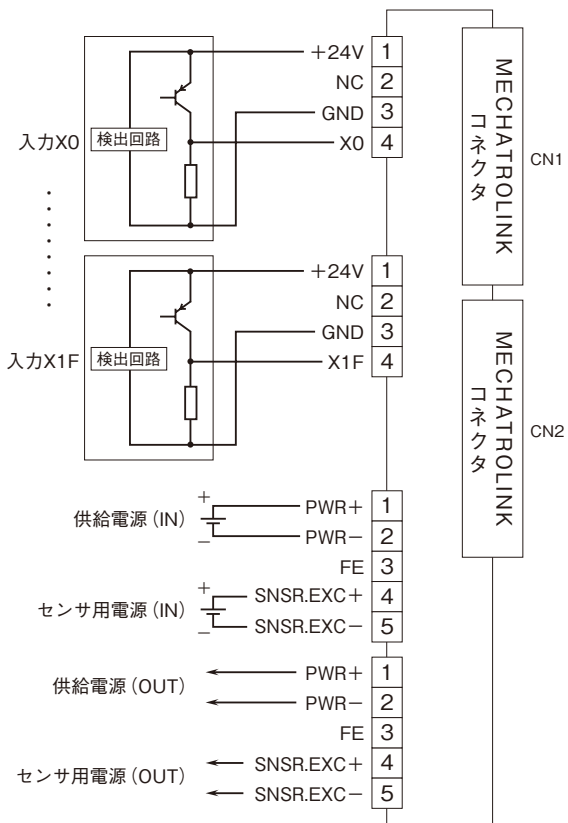 入力X0
検出回路
+24V 1
NC 2
GND 3
X0 4
MECHATROLINK
コネクタ
CN1
入力X1F
検出回路
+24V 1
NC 2
GND 3
X1F 4
MECHATROLINK
コネクタ
CN2
供給電源(IN)
+
−
PWR+ 1
PWR− 2
FE 3
センサ用電源(IN)
+
−
SNSR.EXC+ 4
SNSR.EXC− 5
供給電源(OUT)
PWR+ 1
PWR− 2
FE 3
センサ用電源(OUT)
SNSR.EXC+ 4
SNSR.EXC− 5